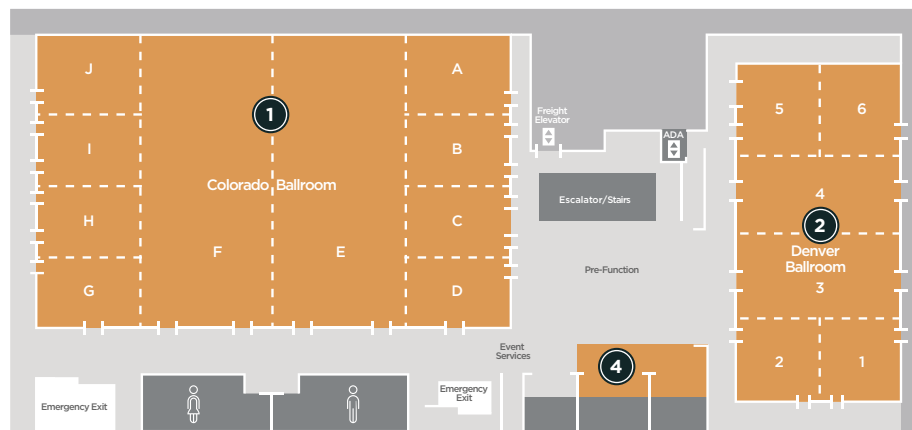 J
A
1
I
B
Colorado Ballroom
H
C
F
E
G
D
Freight
Elevator
ADA
Escalator/Stairs
Pre-Function
5
6
4
2
Denver
Ballroom
3
2
1
Event
Services
4
Emergency Exit
Emergency
Exit